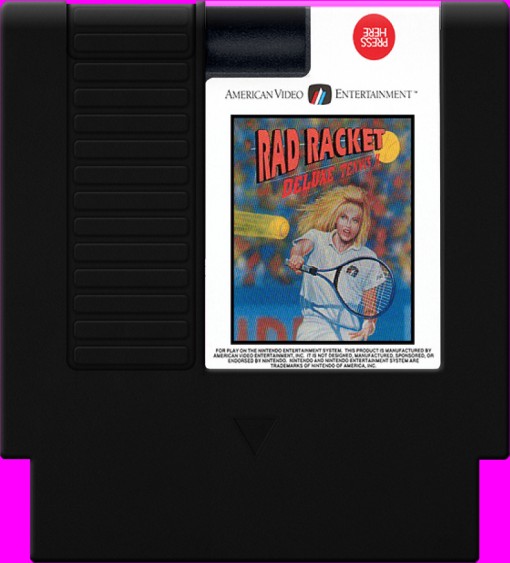 PRESS
HERE
AMERICAN VIDEO ENTERTAINMENT™
RAD RACKET
DELUXE TENNIS II
FOR PLAY ON THE NINTENDO ENTERTAINMENT SYSTEM. THIS PRODUCT IS MANUFACTURED BY
AMERICAN VIDEO ENTERTAINMENT, INC. IT IS NOT DESIGNED, MANUFACTURED, SPONSORED, OR
ENDORSED BY NINTENDO. NINTENDO AND NINTENDO ENTERTAINMENT SYSTEM ARE
TRADEMARKS OF NINTENDO OF AMERICA, INC.